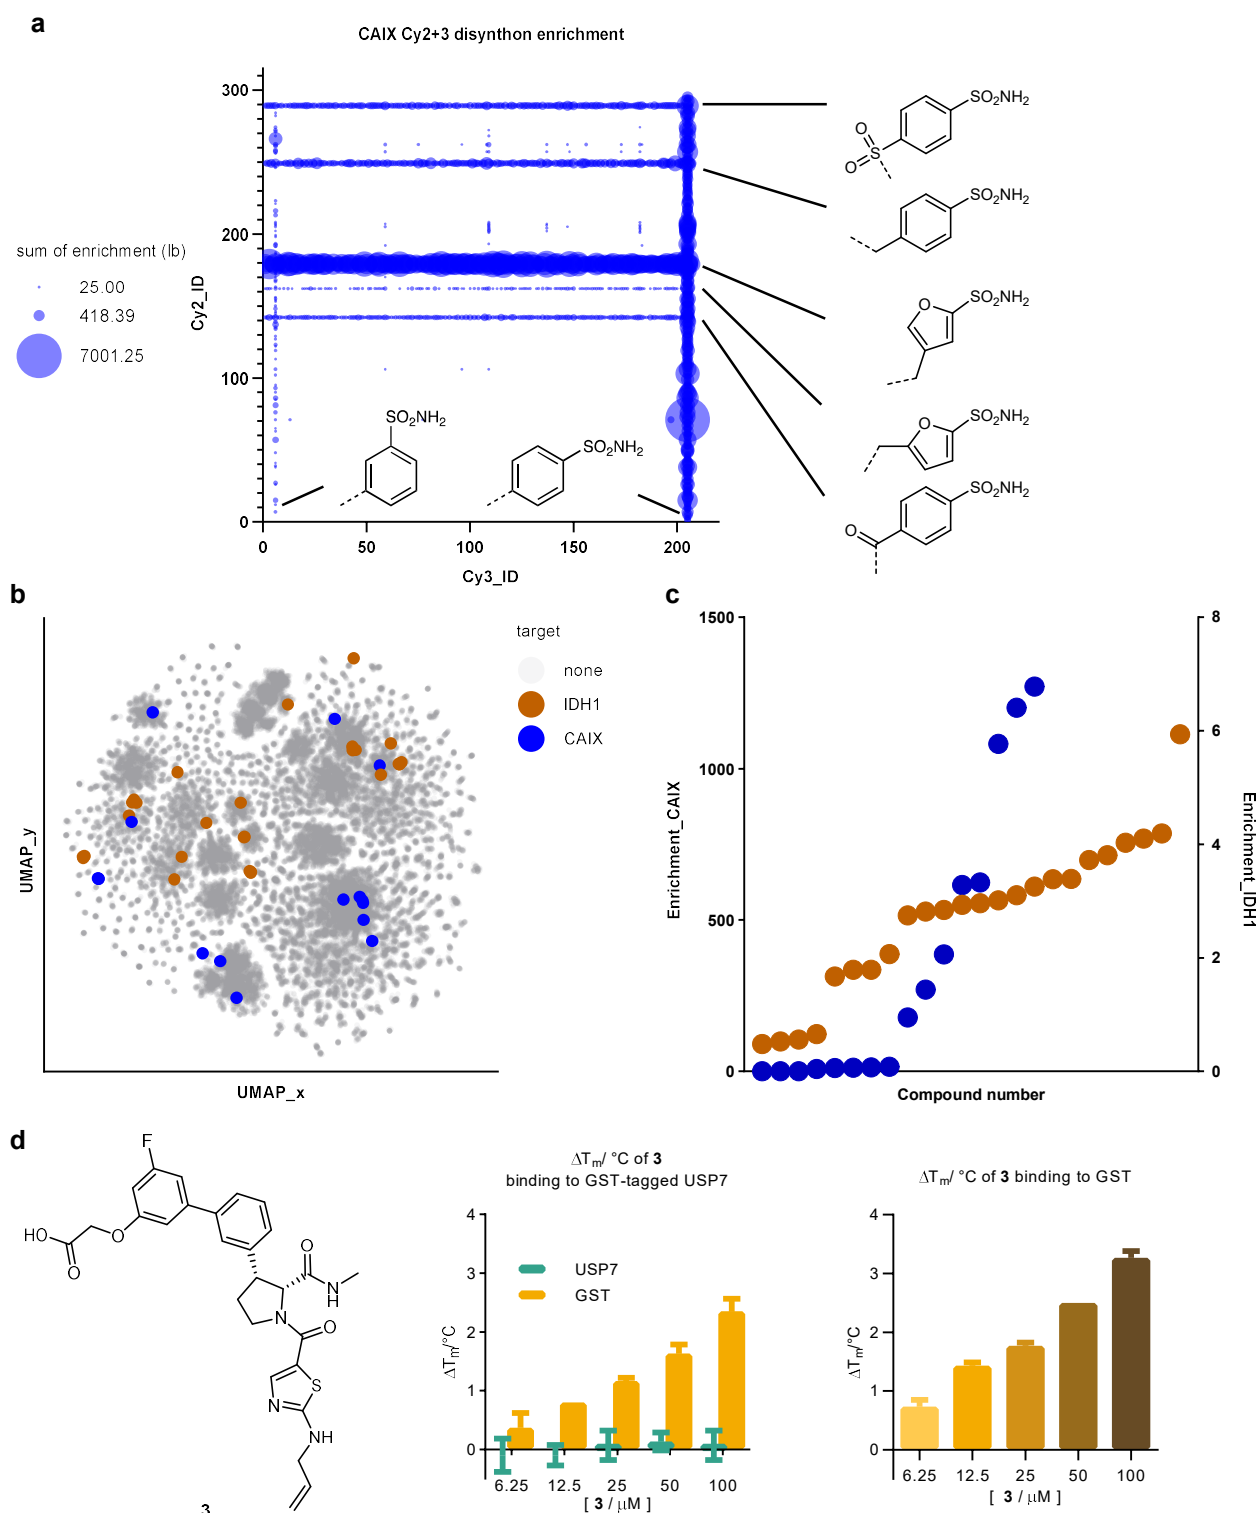 a
CAIX Cy2+3 disynthon enrichment
sum of enrichment (lb)
25.00
418.39
7001.25
Cy2_ID
300
200
100
0
0 50 100 150 200
Cy3_ID
SO2NH2
SO2NH2
SO2NH2
O
O
S
SO2NH2
O
SO2NH2
O
SO2NH2
SO2NH2
O
b
UMAP_y
UMAP_x
target
none
IDH1
CAIX
c
Enrichment_CAIX
1500
1000
500
0
8
6
4
2
0
Enrichment_IDH1
Compound number
d
F
HO
O
O
O
N
H
N
O
S
N
NH
3
ΔTm/ °C of 3
binding to GST-tagged USP7
USP7
GST
ΔTm/°C
4
3
2
1
0
6.25 12.5 25 50 100
[ 3 / μM ]
ΔTm/ °C of 3 binding to GST
ΔTm/°C
4
3
2
1
0
6.25 12.5 25 50 100
[ 3 / μM ]